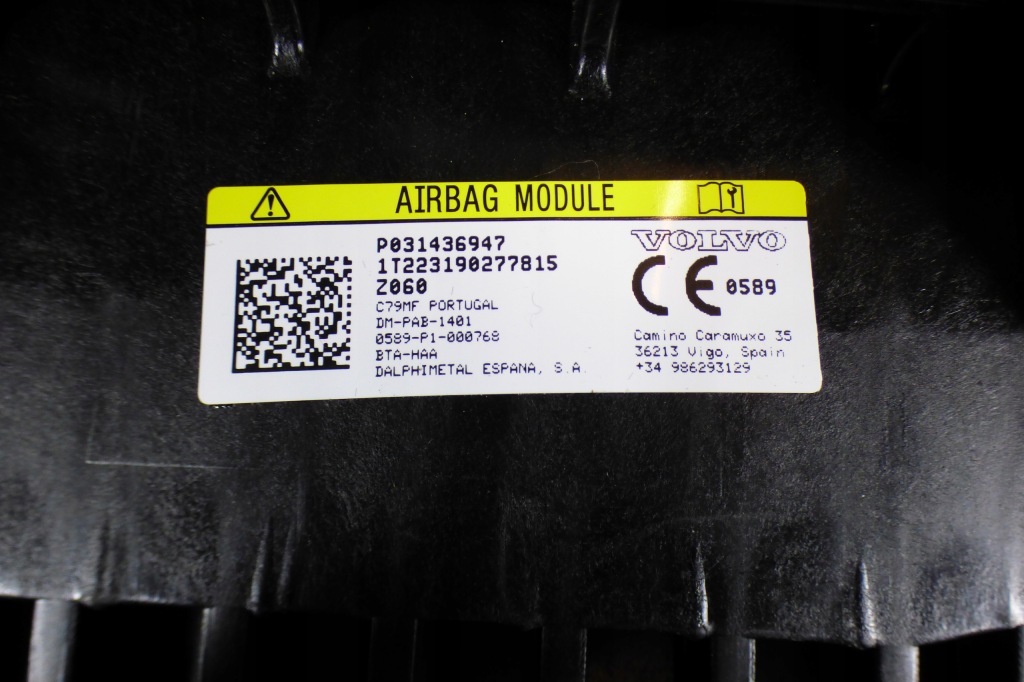 AIRBAG MODULE
P031436947
1T223190277815
Z060
C79MF PORTUGAL
DM-PAB-1401
0589-P1-000768
BTA-HAA
DALPHIMETAL ESPANA, S.A.
VOLVO
CE 0589
Camino Caramuxo 35
36213 Vigo, Spain
+34 986293129